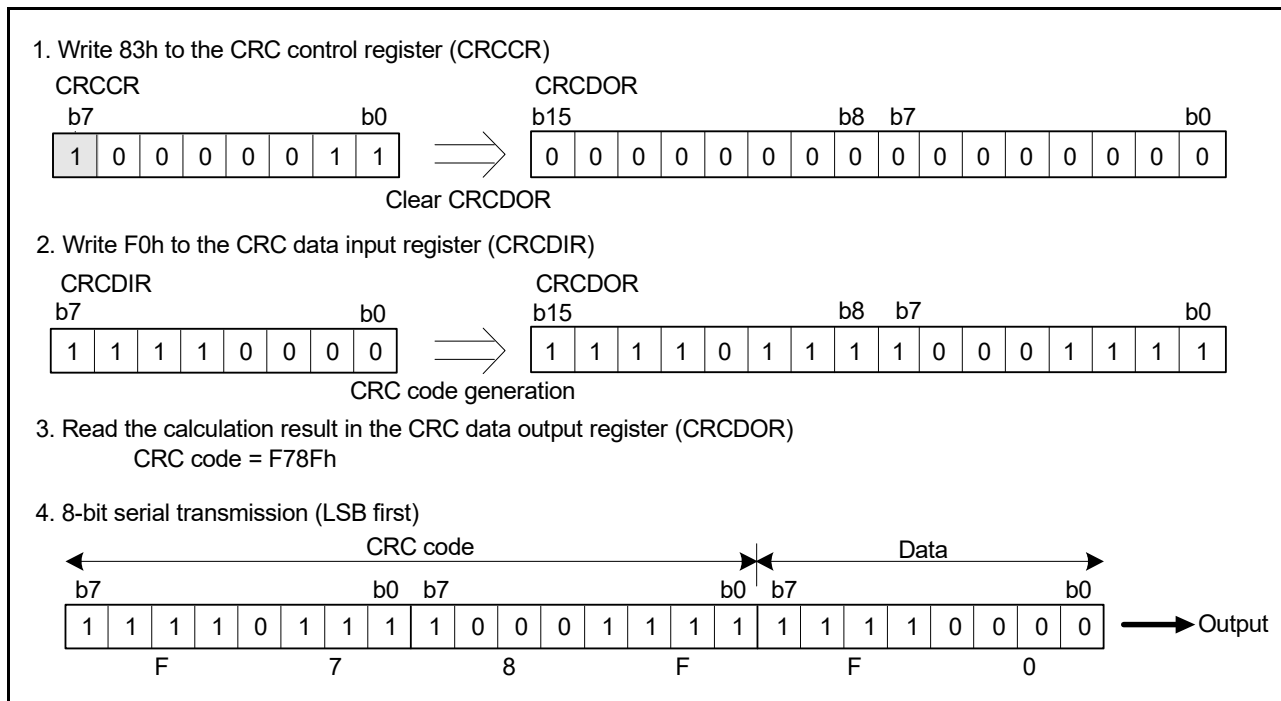 1. Write 83h to the CRC control register (CRCCR)
CRCCR CRCDOR
b7 b0 b15 b8 b7 b0
1 0 0 0 0 0 1 1 0 0 0 0 0 0 0 0 0 0 0 0 0 0 0 0
Clear CRCDOR
2. Write F0h to the CRC data input register (CRCDIR)
CRCDIR CRCDOR
b7 b0 b15 b8 b7 b0
1 1 1 1 0 0 0 0 1 1 1 1 0 1 1 1 1 0 0 0 1 1 1 1
CRC code generation
3. Read the calculation result in the CRC data output register (CRCDOR)
CRC code = F78Fh
4. 8-bit serial transmission (LSB first)
CRC code Data
b7 b0 b7 b0 b7 b0
1 1 1 1 0 1 1 1 1 0 0 0 1 1 1 1 1 1 1 1 0 0 0 0 Output
F 7 8 F F 0